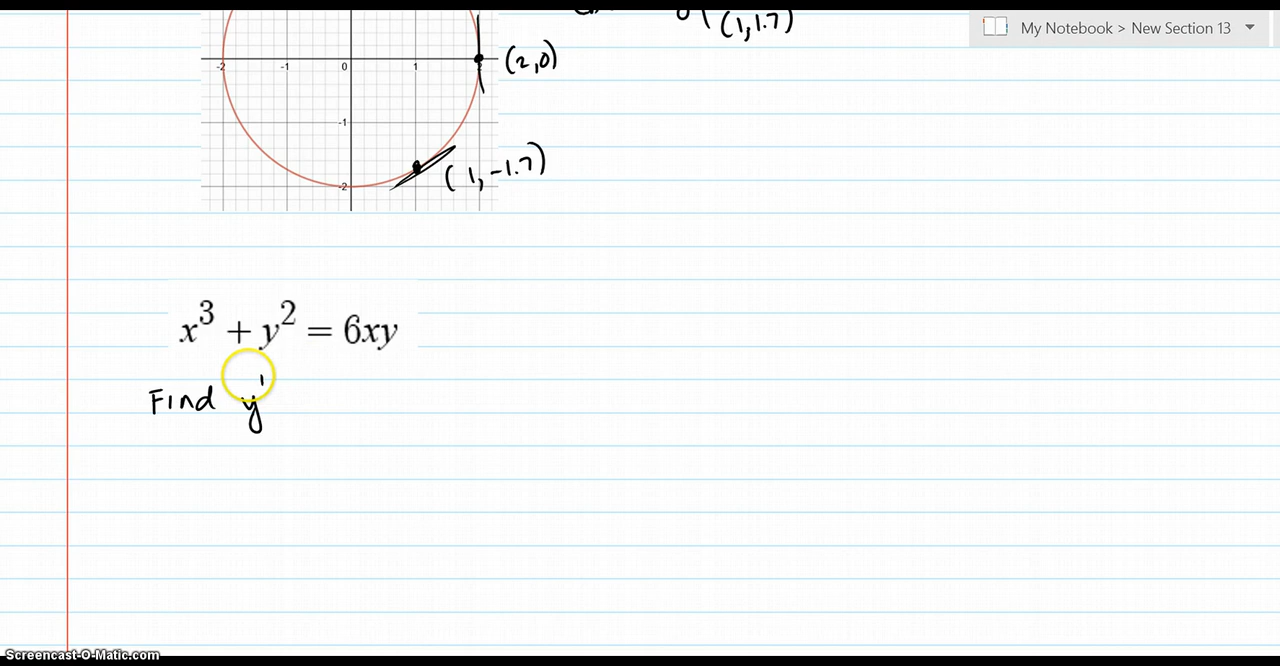 (1, 1.7)
My Notebook > New Section 13
-2 -1 0 1 (2,0)
-1
(1, -1.7)
-2
x³ + y² = 6xy
Find y'
Screencast-O-Matic.com